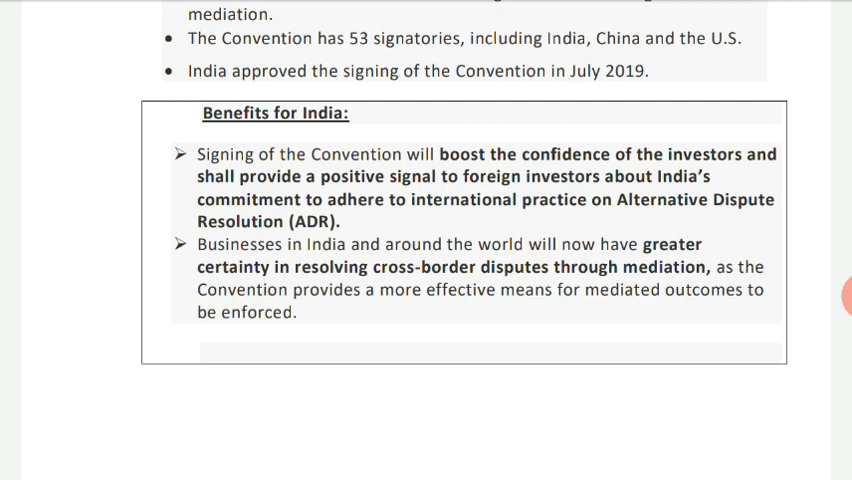 mediation.
• The Convention has 53 signatories, including India, China and the U.S.
• India approved the signing of the Convention in July 2019.
Benefits for India:
➢ Signing of the Convention will boost the confidence of the investors and
shall provide a positive signal to foreign investors about India's
commitment to adhere to international practice on Alternative Dispute
Resolution (ADR).
➢ Businesses in India and around the world will now have greater
certainty in resolving cross-border disputes through mediation, as the
Convention provides a more effective means for mediated outcomes to
be enforced.